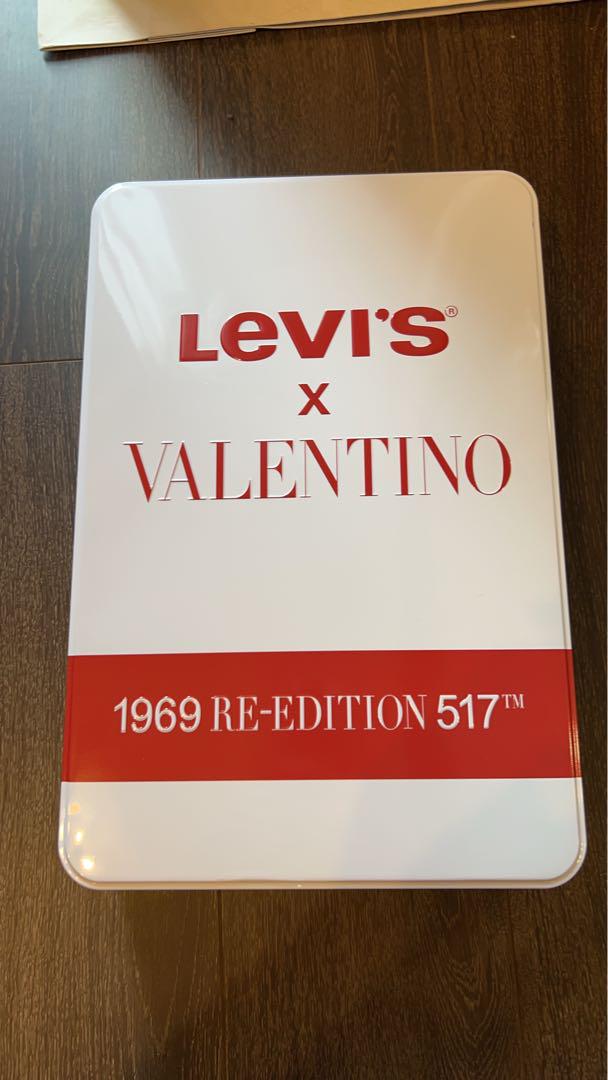 LeVI'S®
X
VALENTINO
1969 RE-EDITION 517™